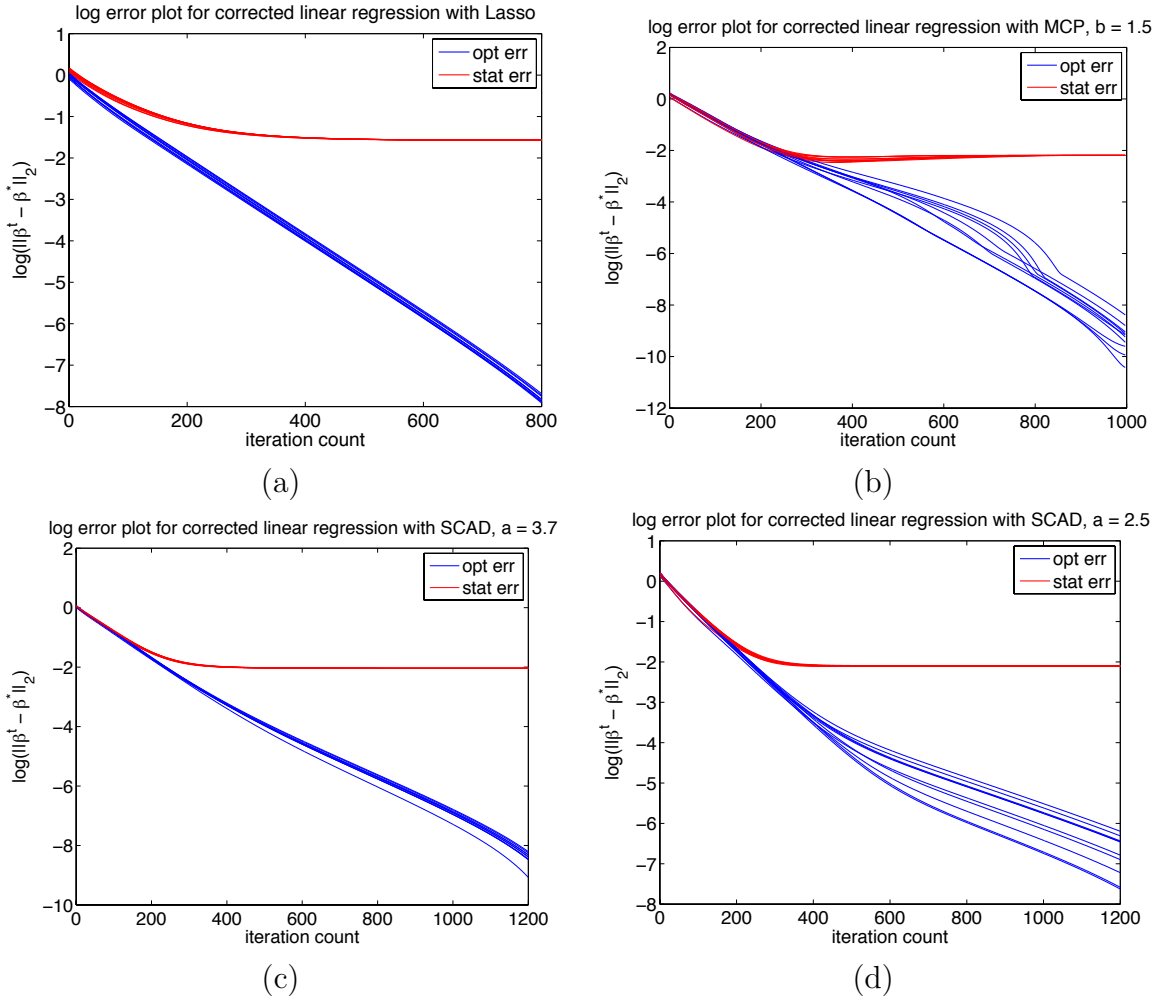 log error plot for corrected linear regression with Lasso
1
0
−1
−2
−3
−4
−5
−6
−7
−8
log(||β^t − β^*||_2)
opt err
stat err
0 200 400 600 800
iteration count
(a)
log error plot for corrected linear regression with MCP, b = 1.5
2
0
−2
−4
−6
−8
−10
−12
log(||β^t − β^*||_2)
opt err
stat err
0 200 400 600 800 1000
iteration count
(b)
log error plot for corrected linear regression with SCAD, a = 3.7
2
0
−2
−4
−6
−8
−10
log(||β^t − β^*||_2)
opt err
stat err
0 200 400 600 800 1000 1200
iteration count
(c)
log error plot for corrected linear regression with SCAD, a = 2.5
1
0
−1
−2
−3
−4
−5
−6
−7
−8
log(||β^t − β^*||_2)
opt err
stat err
0 200 400 600 800 1000 1200
iteration count
(d)